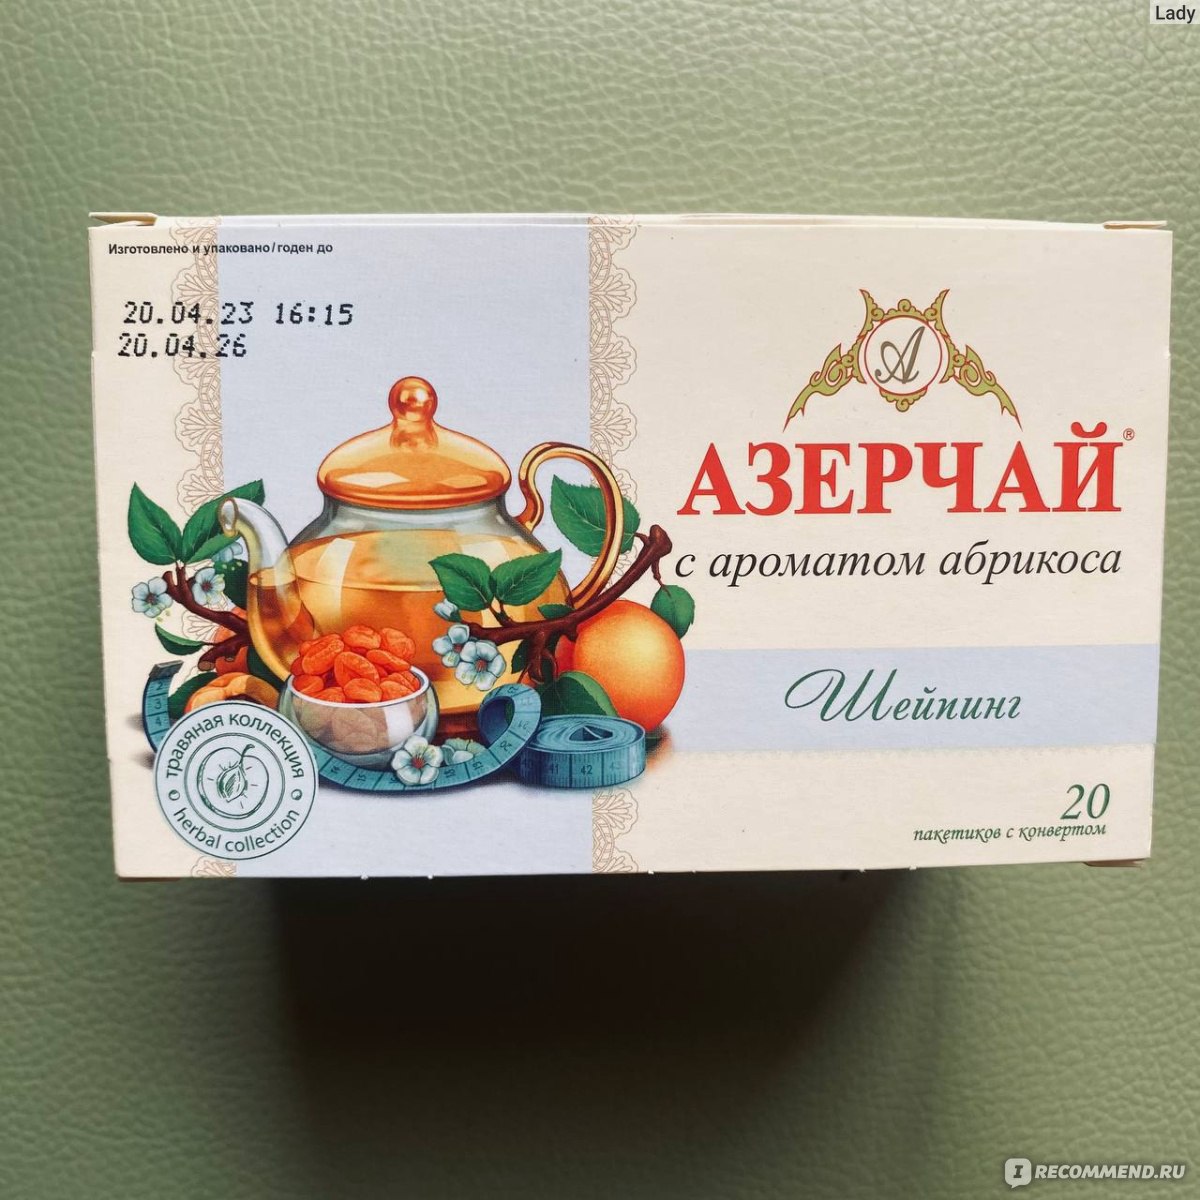 Lady
Изготовлено и упаковано/годен до
20.04.23 16:15
20.04.26
А
АЗЕРЧАЙ®
с ароматом абрикоса
Шейпинг
травяная коллекция
herbal collection
20
пакетиков с конвертом
IRECOMMEND.RU